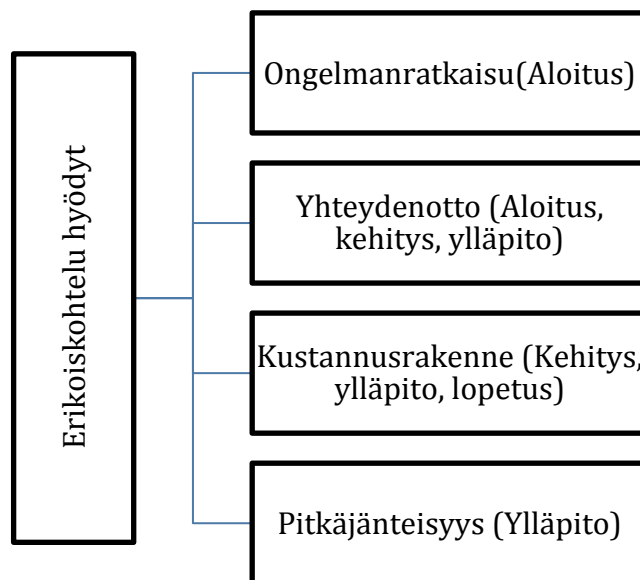 Erikoiskohtelu hyödyt
Ongelmanratkaisu(Aloitus)
Yhteydenotto (Aloitus,
kehitys, ylläpito)
Kustannusrakenne (Kehitys,
ylläpito, lopetus)
Pitkäjänteisyys (Ylläpito)